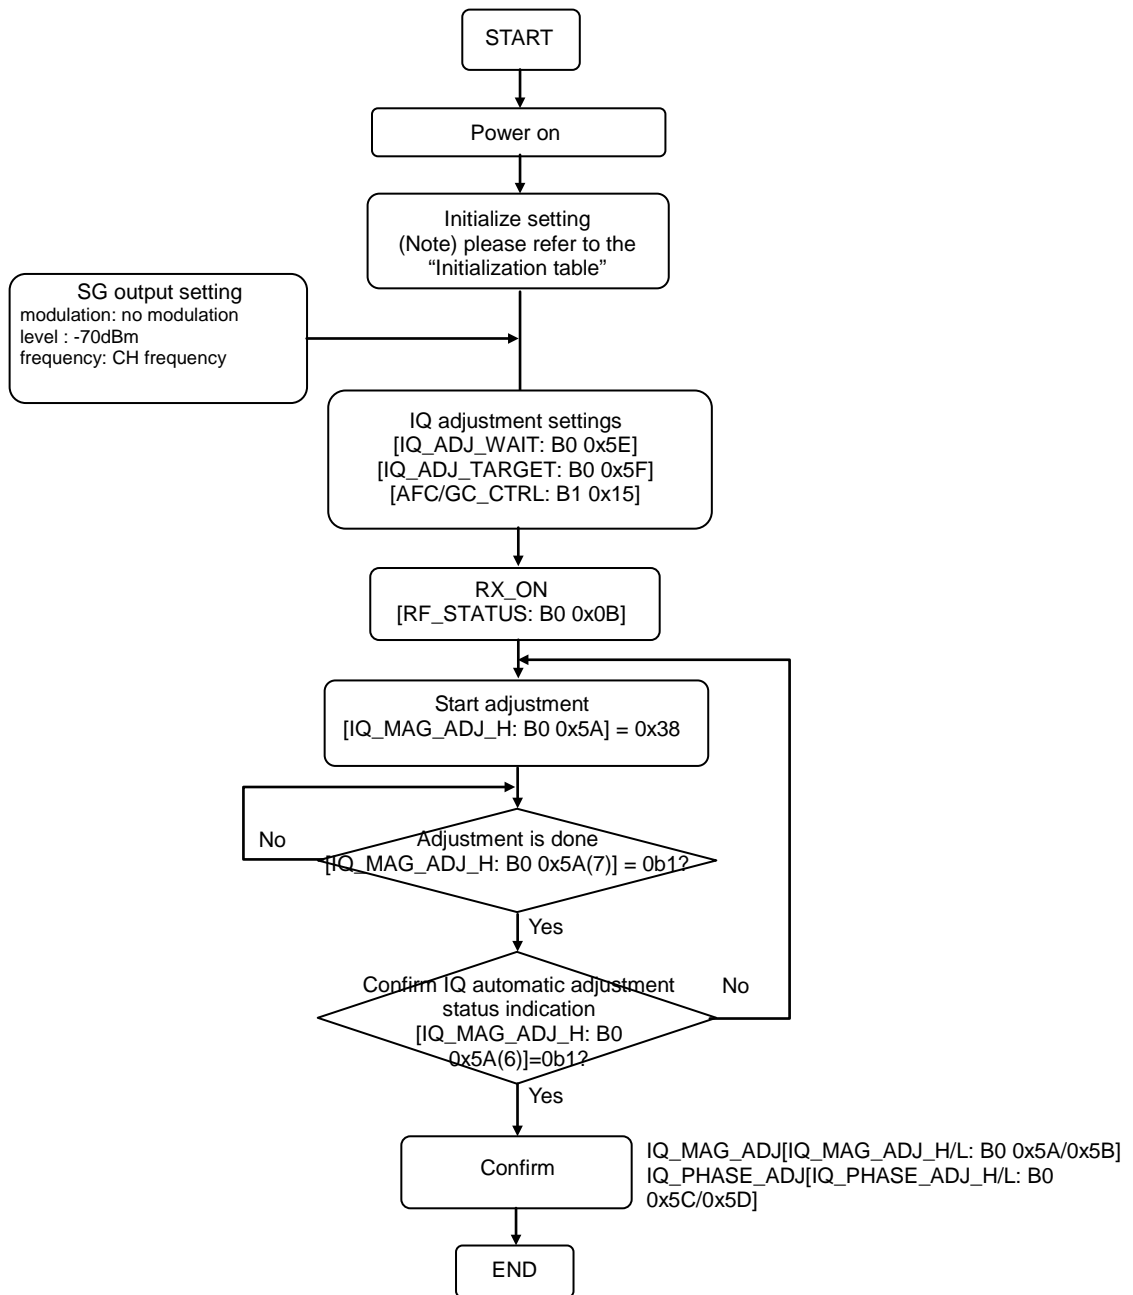 START
Power on
Initialize setting
(Note) please refer to the
“Initialization table”
SG output setting
modulation: no modulation
level : -70dBm
frequency: CH frequency
IQ adjustment settings
[IQ_ADJ_WAIT: B0 0x5E]
[IQ_ADJ_TARGET: B0 0x5F]
[AFC/GC_CTRL: B1 0x15]
RX_ON
[RF_STATUS: B0 0x0B]
Start adjustment
[IQ_MAG_ADJ_H: B0 0x5A] = 0x38
No
Adjustment is done
[IQ_MAG_ADJ_H: B0 0x5A(7)] = 0b1?
Yes
Confirm IQ automatic adjustment
status indication
[IQ_MAG_ADJ_H: B0
0x5A(6)]=0b1?
No
Yes
Confirm
IQ_MAG_ADJ[IQ_MAG_ADJ_H/L: B0 0x5A/0x5B]
IQ_PHASE_ADJ[IQ_PHASE_ADJ_H/L: B0
0x5C/0x5D]
END